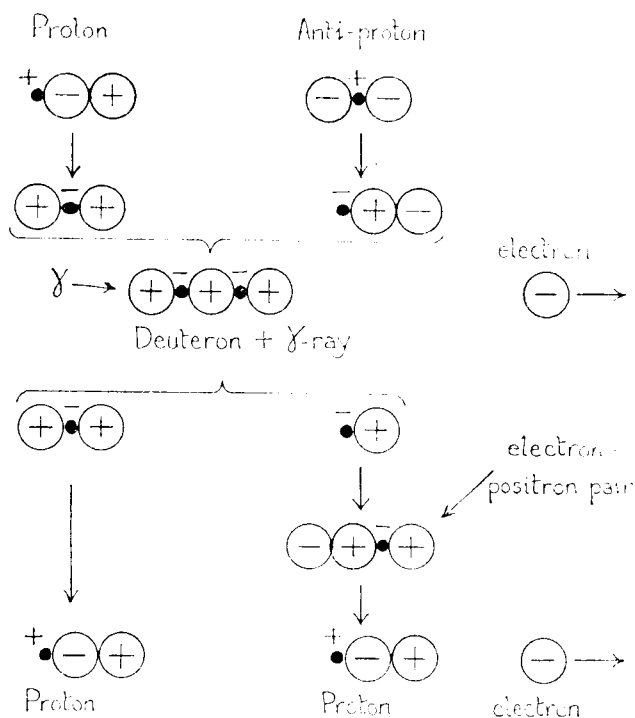 Proton Anti-proton
+ − + + − −
+ − + − + −
electron
γ + − + − + −
Deuteron + γ-ray
+ − + − +
electron -
positron pair
− + − +
+ − + + − + −
Proton Proton electron